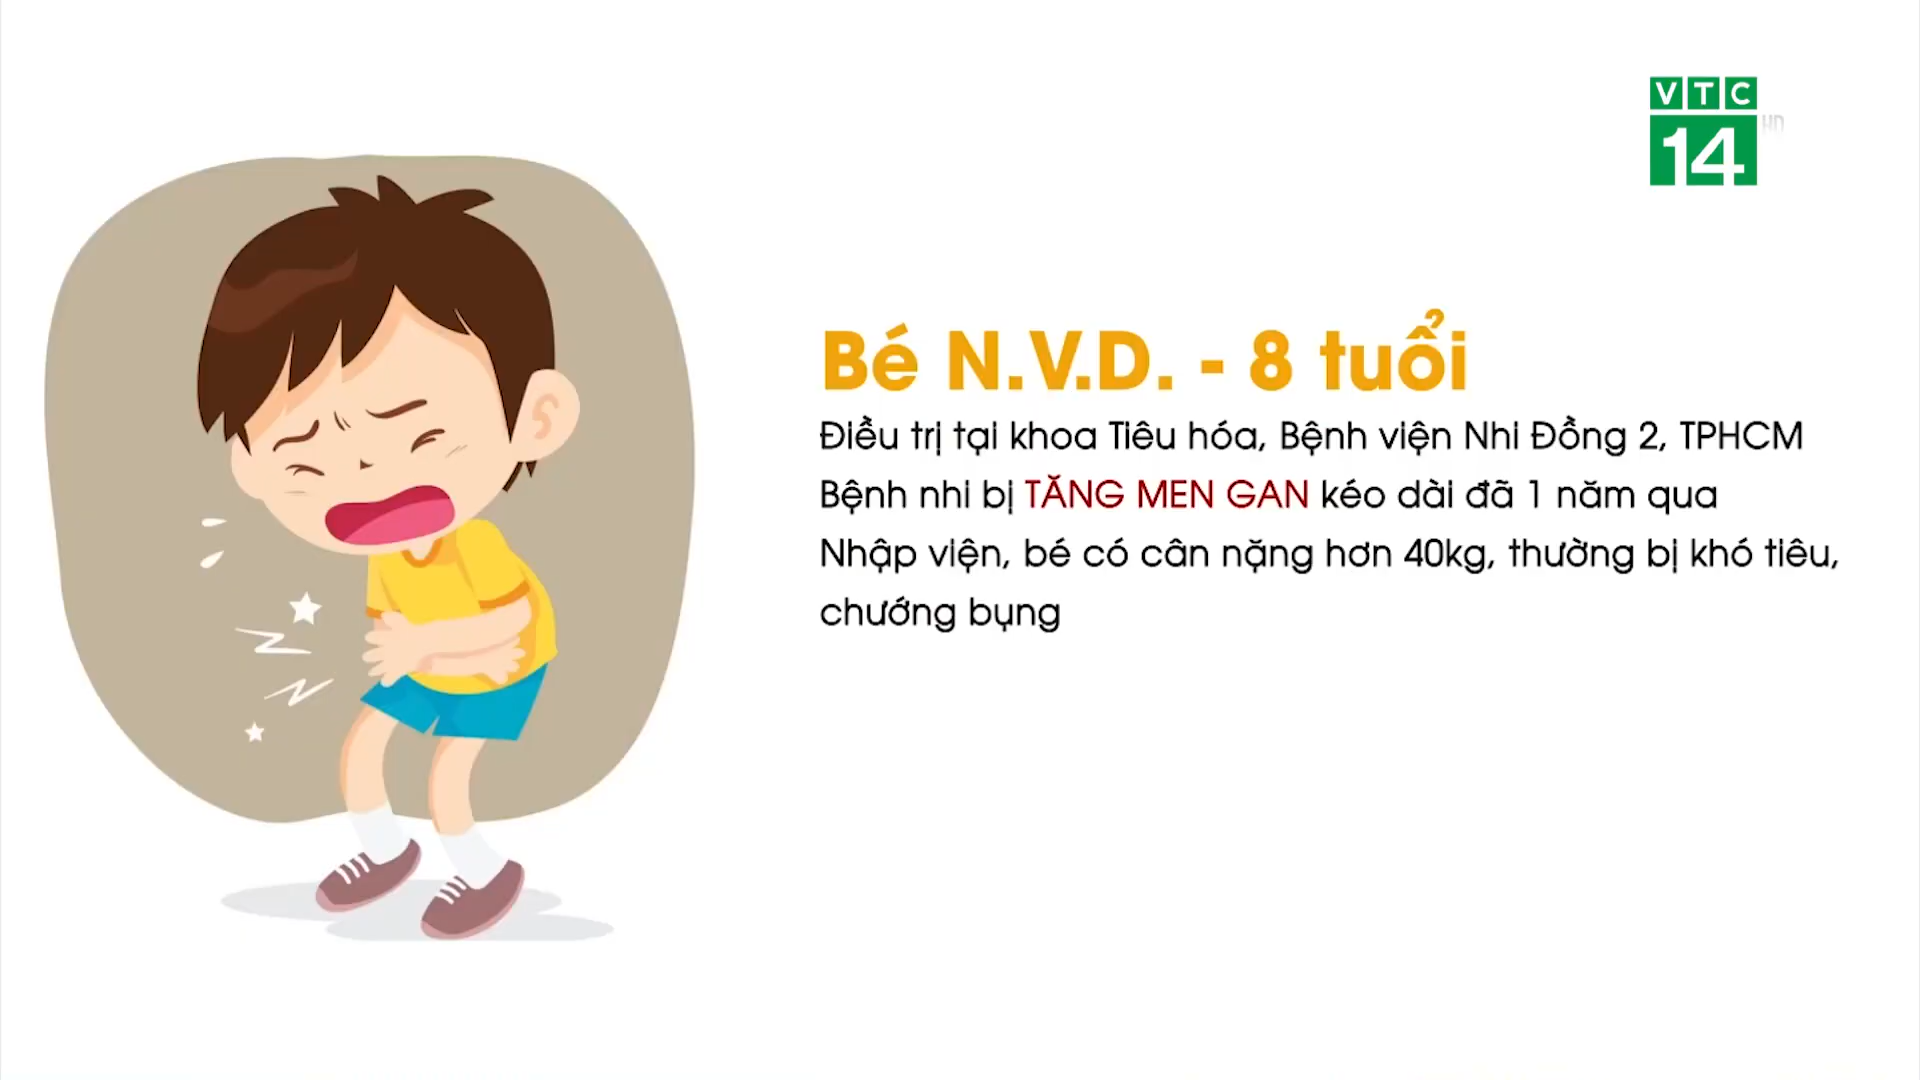 VTC
14 HD
Bé N.V.D. - 8 tuổi
Điều trị tại khoa Tiêu hóa, Bệnh viện Nhi Đồng 2, TPHCM
Bệnh nhi bị TĂNG MEN GAN kéo dài đã 1 năm qua
Nhập viện, bé có cân nặng hơn 40kg, thường bị khó tiêu,
chướng bụng